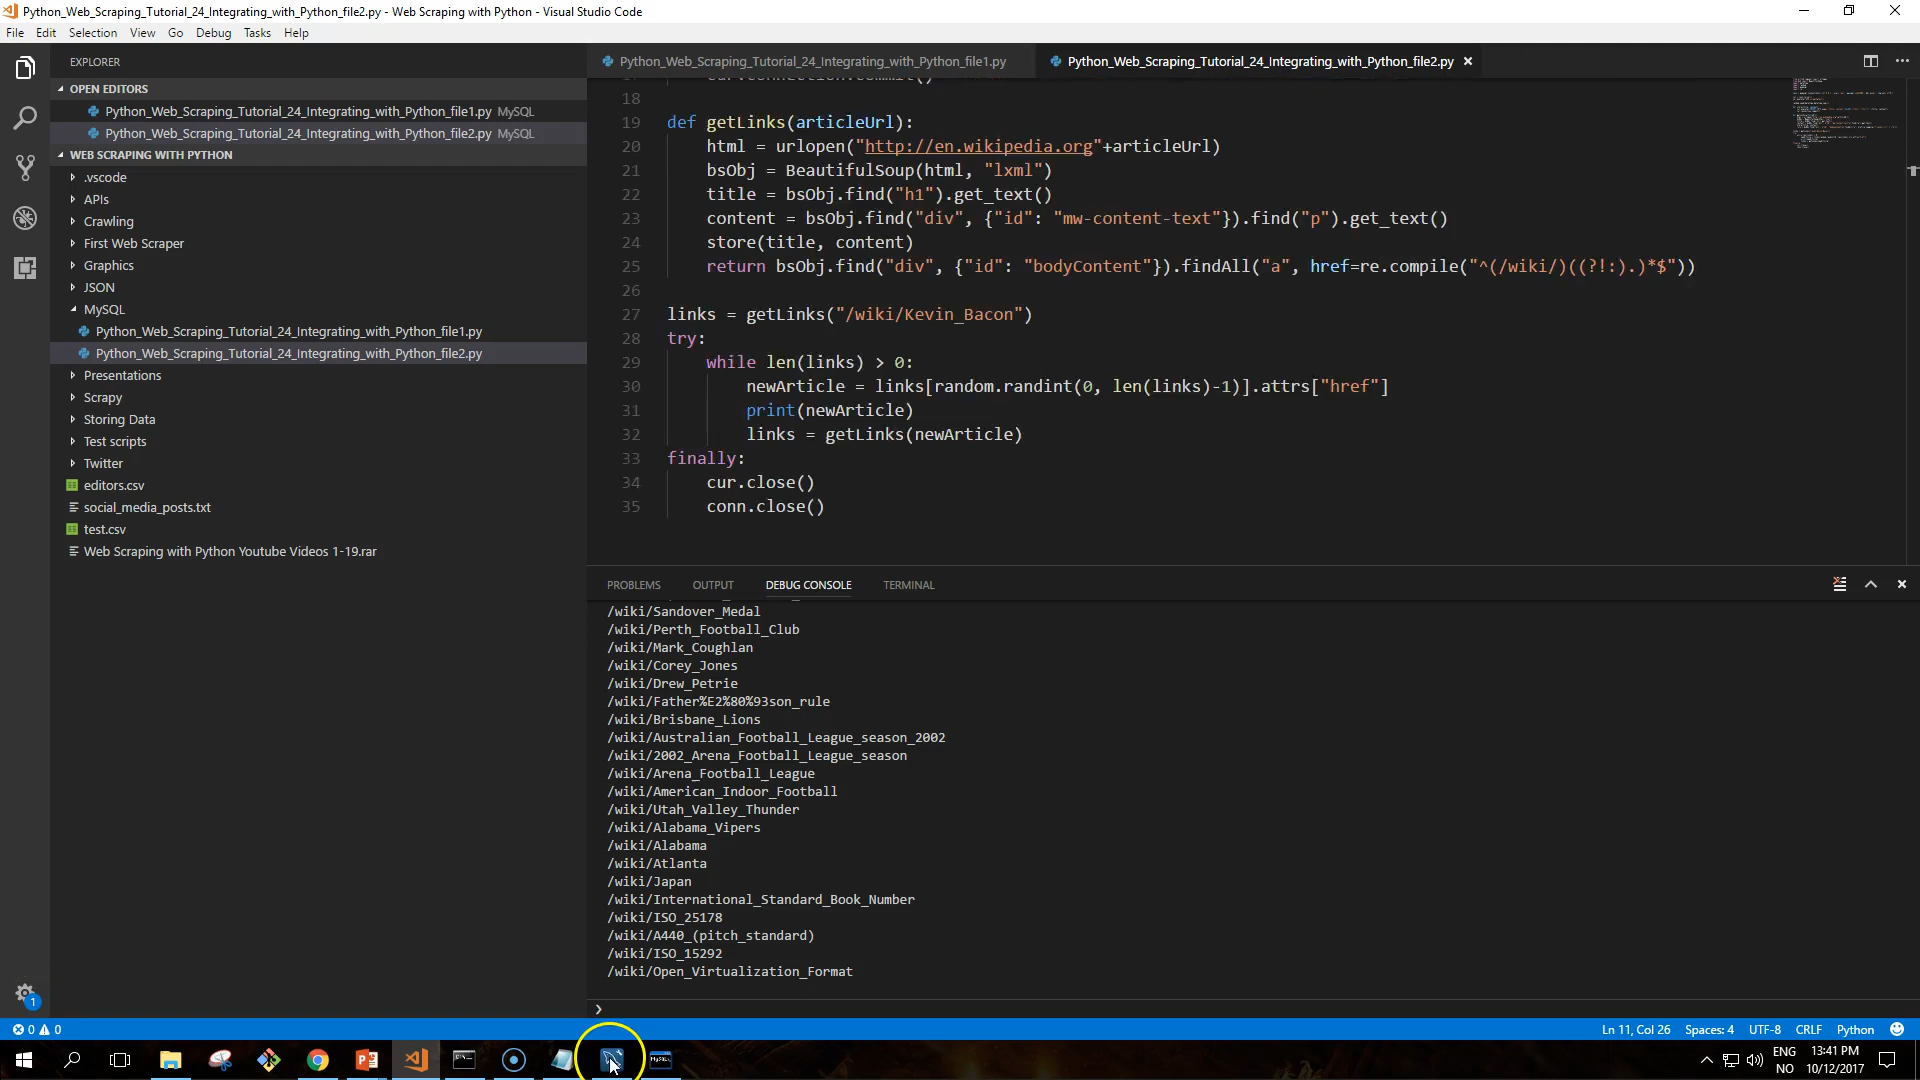 Python_Web_Scraping_Tutorial_24_Integrating_with_Python_file2.py - Web Scraping with Python - Visual Studio Code
File Edit Selection View Go Debug Tasks Help
EXPLORER
OPEN EDITORS
Python_Web_Scraping_Tutorial_24_Integrating_with_Python_file1.py MySQL
Python_Web_Scraping_Tutorial_24_Integrating_with_Python_file2.py MySQL
WEB SCRAPING WITH PYTHON
.vscode
APIs
Crawling
First Web Scraper
Graphics
JSON
MySQL
Python_Web_Scraping_Tutorial_24_Integrating_with_Python_file1.py
Python_Web_Scraping_Tutorial_24_Integrating_with_Python_file2.py
Presentations
Scrapy
Storing Data
Test scripts
Twitter
editors.csv
social_media_posts.txt
test.csv
Web Scraping with Python Youtube Videos 1-19.rar
1
Python_Web_Scraping_Tutorial_24_Integrating_with_Python_file1.py Python_Web_Scraping_Tutorial_24_Integrating_with_Python_file2.py
17 cur.connection.commit()
18
19 def getLinks(articleUrl):
20 html = urlopen("http://en.wikipedia.org"+articleUrl)
21 bsObj = BeautifulSoup(html, "lxml")
22 title = bsObj.find("h1").get_text()
23 content = bsObj.find("div", {"id": "mw-content-text"}).find("p").get_text()
24 store(title, content)
25 return bsObj.find("div", {"id": "bodyContent"}).findAll("a", href=re.compile("^(/wiki/)((?!:).)*$"))
26
27 links = getLinks("/wiki/Kevin_Bacon")
28 try:
29 while len(links) > 0:
30 newArticle = links[random.randint(0, len(links)-1)].attrs["href"]
31 print(newArticle)
32 links = getLinks(newArticle)
33 finally:
34 cur.close()
35 conn.close()
PROBLEMS OUTPUT DEBUG CONSOLE TERMINAL
/wiki/Sandover_Medal
/wiki/Perth_Football_Club
/wiki/Mark_Coughlan
/wiki/Corey_Jones
/wiki/Drew_Petrie
/wiki/Father%E2%80%93son_rule
/wiki/Brisbane_Lions
/wiki/Australian_Football_League_season_2002
/wiki/2002_Arena_Football_League_season
/wiki/Arena_Football_League
/wiki/American_Indoor_Football
/wiki/Utah_Valley_Thunder
/wiki/Alabama_Vipers
/wiki/Alabama
/wiki/Atlanta
/wiki/Japan
/wiki/International_Standard_Book_Number
/wiki/ISO_25178
/wiki/A440_(pitch_standard)
/wiki/ISO_15292
/wiki/Open_Virtualization_Format
0 0 Ln 11, Col 26 Spaces: 4 UTF-8 CRLF Python
ENG 13:41 PM
NO 10/12/2017